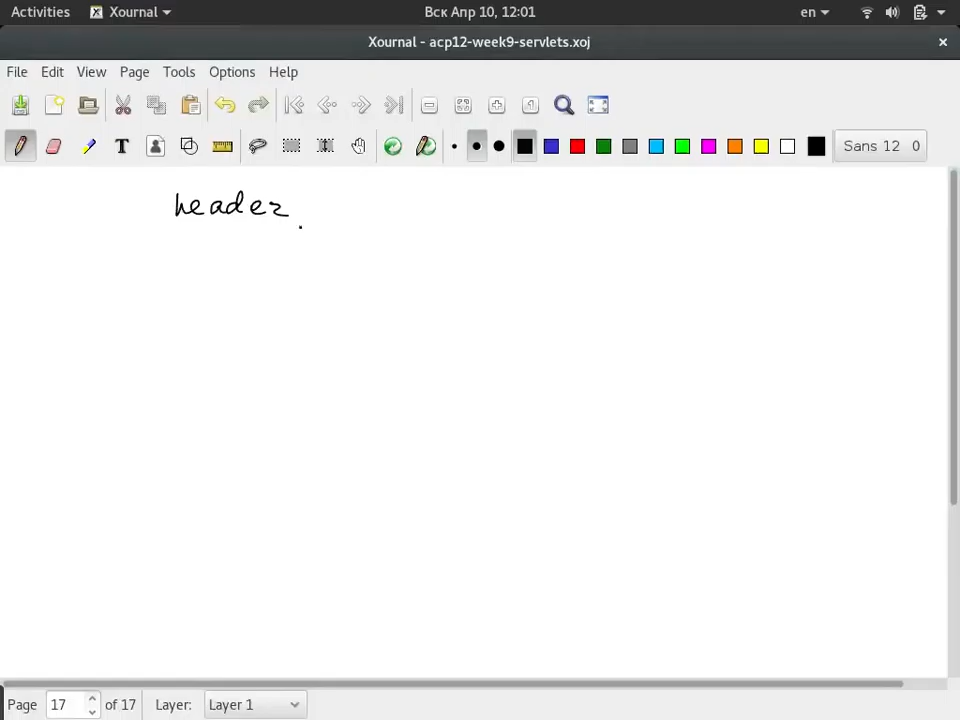 Activities Xournal Вск Апр 10, 12:01 en
Xournal - acp12-week9-servlets.xoj
File Edit View Page Tools Options Help
T Sans 12 0
header.
Page 17 of 17 Layer: Layer 1